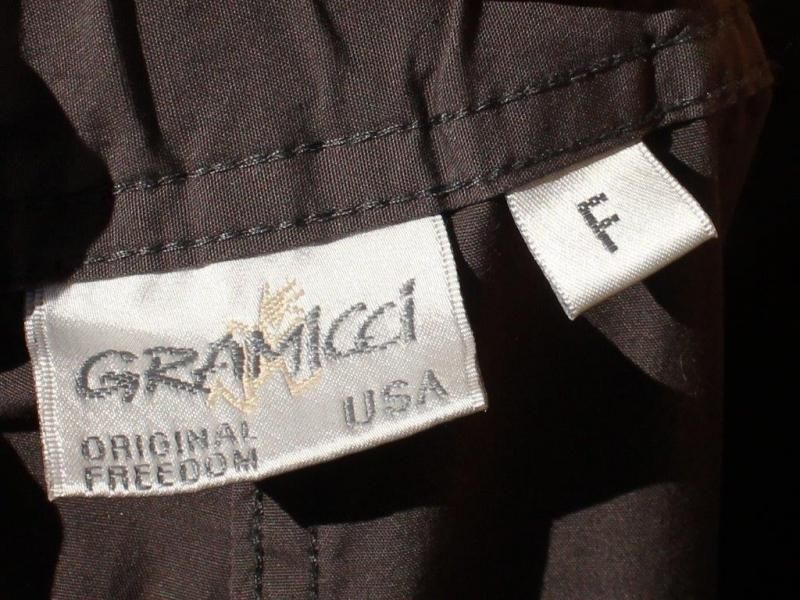 GRAMICCI
USA
ORIGINAL
FREEDOM
F